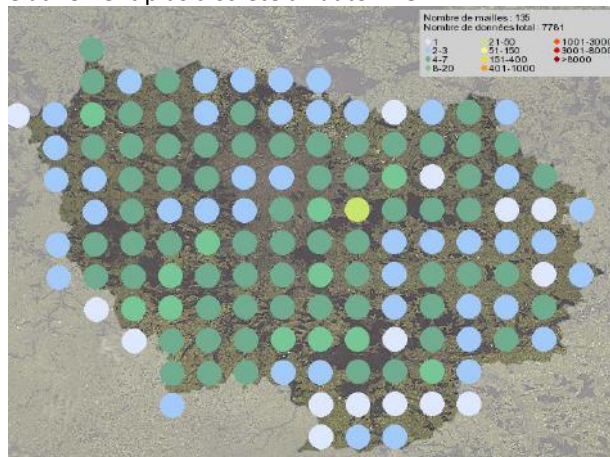 Nombre de mailles : 135
Nombre de données total : 7781
1 21-50 1001-3000
2-3 51-150 3001-8000
4-7 151-400 >8000
8-20 401-1000